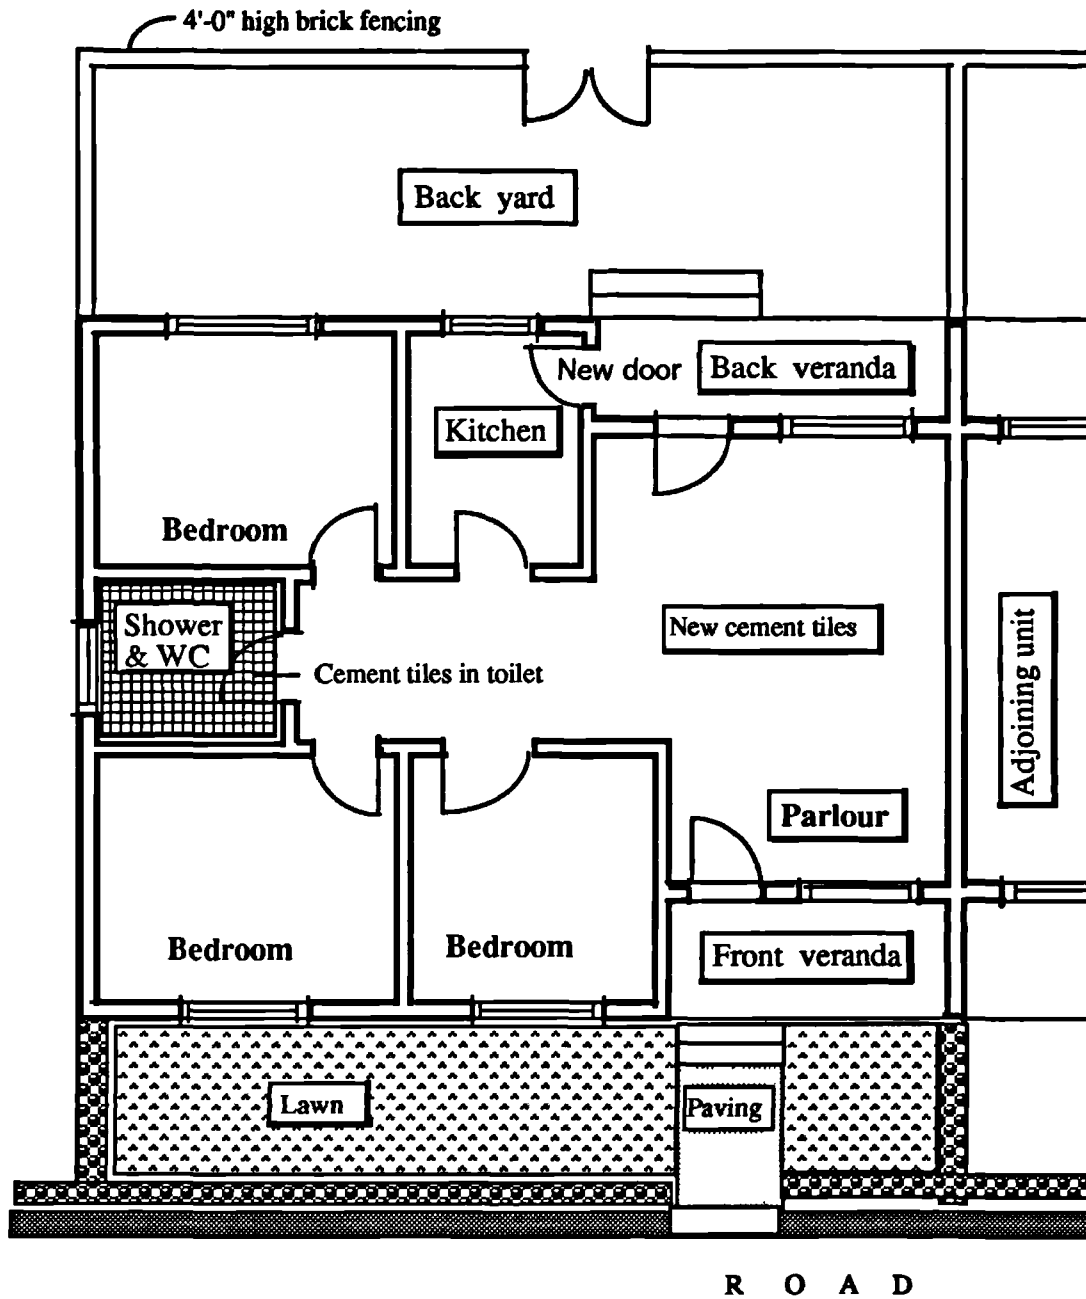 4'-0" high brick fencing
Back yard
New door
Back veranda
Kitchen
Bedroom
Shower
& WC
New cement tiles
Cement tiles in toilet
Adjoining unit
Parlour
Bedroom
Bedroom
Front veranda
Lawn
Paving
R O A D